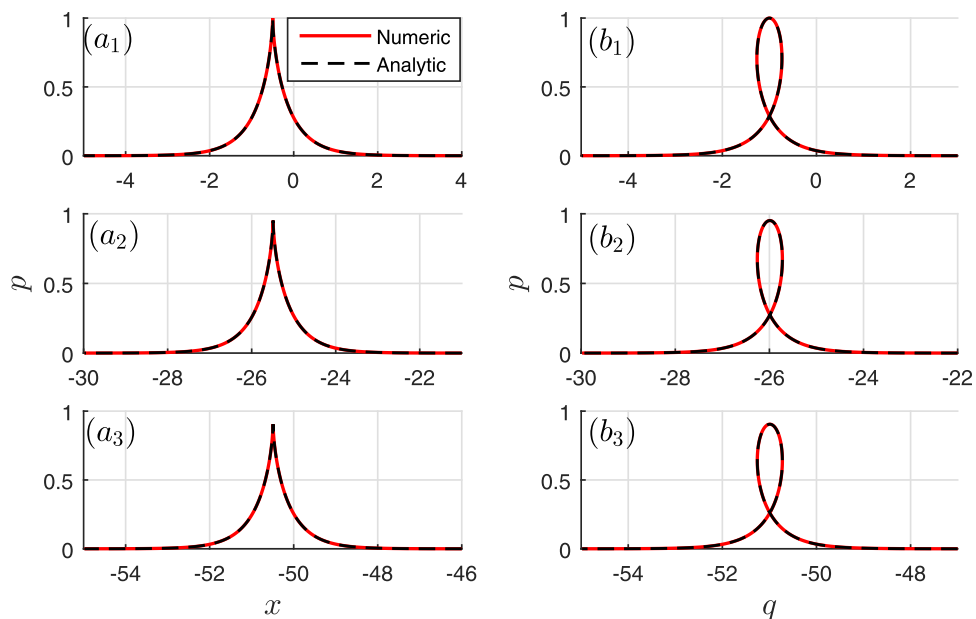 (a₁)
1
0.5
0
-4 -2 0 2 4
Numeric
Analytic
(b₁)
1
0.5
0
-4 -2 0 2
(a₂)
p
1
0.5
0
-30 -28 -26 -24 -22
(b₂)
p
1
0.5
0
-30 -28 -26 -24 -22
(a₃)
1
0.5
0
-54 -52 -50 -48 -46
x
(b₃)
1
0.5
0
-54 -52 -50 -48
q